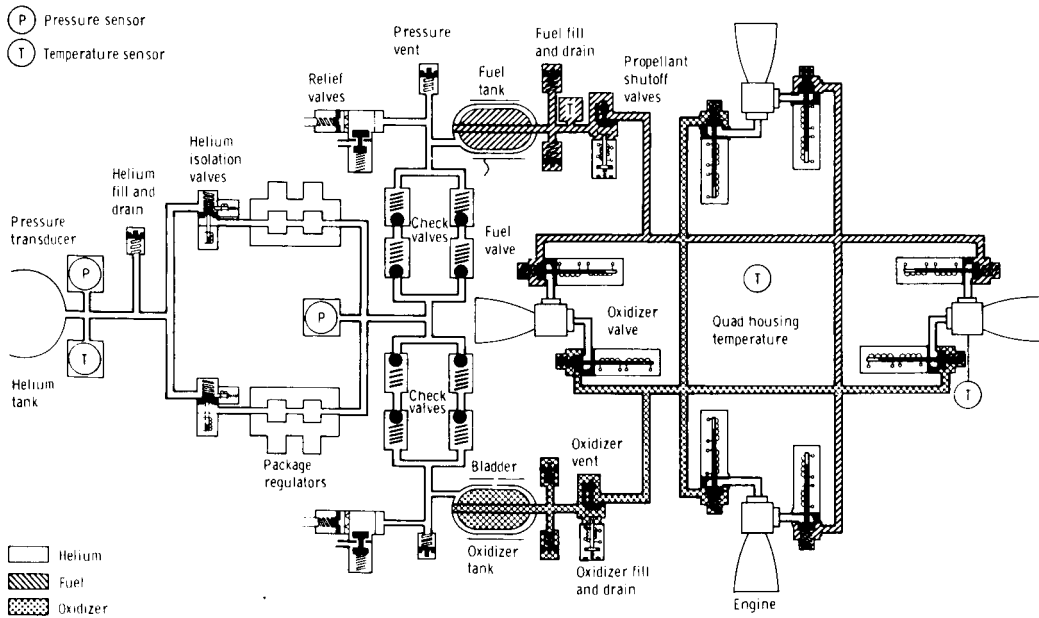 P Pressure sensor
T Temperature sensor
Pressure
vent
Fuel fill
and drain
Fuel
tank
Propellant
shutoff
valves
Relief
valves
T
Helium
isolation
valves
Helium
fill and
drain
Pressure
transducer
Check
valves
Fuel valve
P
T
P
Oxidizer
valve
Quad housing
temperature
T
Helium
tank
T
Check
valves
Package
regulators
Bladder
Oxidizer
vent
Oxidizer
tank
Oxidizer fill
and drain
Engine
Helium
Fuel
Oxidizer